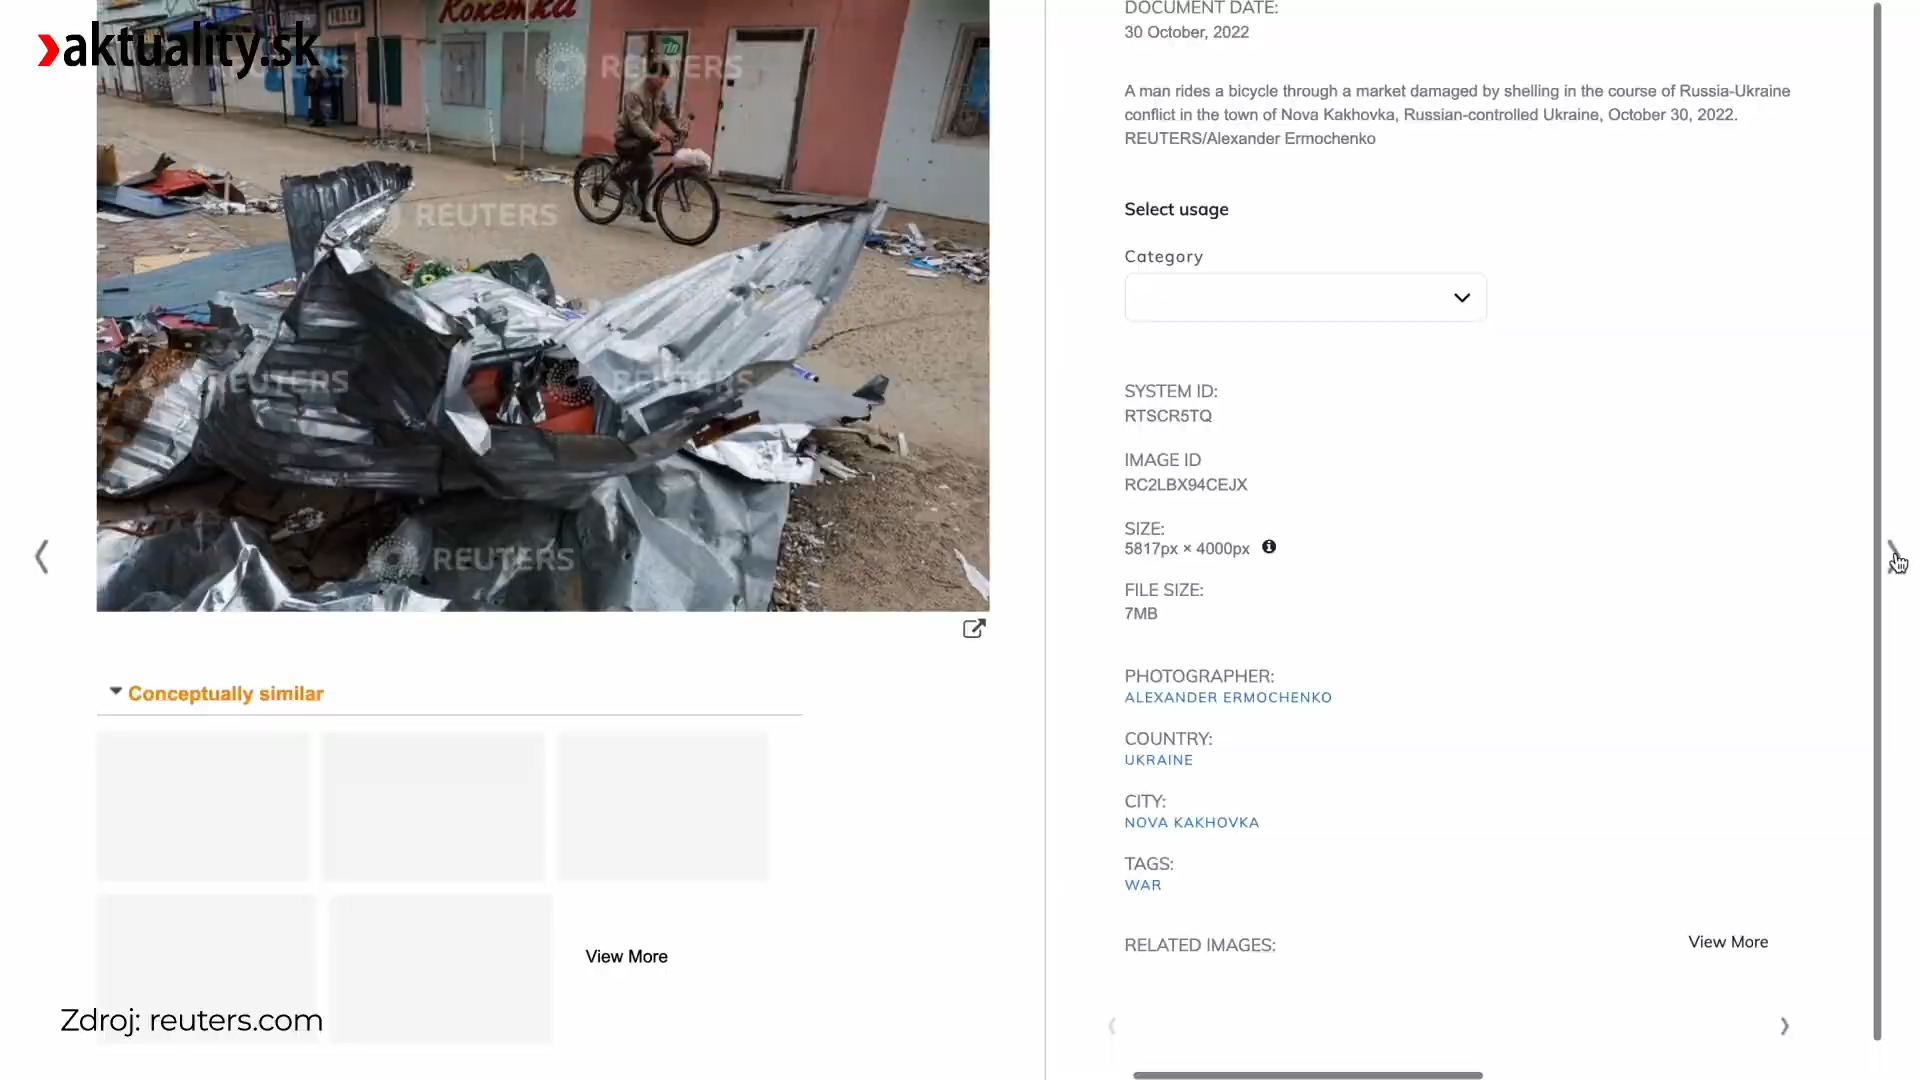 aktuality.sk
Кокетка
REUTERS
REUTERS
REUTERS
REUTERS
REUTERS
REUTERS
Conceptually similar
View More
Zdroj: reuters.com
DOCUMENT DATE:
30 October, 2022
A man rides a bicycle through a market damaged by shelling in the course of Russia-Ukraine
conflict in the town of Nova Kakhovka, Russian-controlled Ukraine, October 30, 2022.
REUTERS/Alexander Ermochenko
Select usage
Category
SYSTEM ID:
RTSCR5TQ
IMAGE ID
RC2LBX94CEJX
SIZE:
5817px × 4000px
FILE SIZE:
7MB
PHOTOGRAPHER:
ALEXANDER ERMOCHENKO
COUNTRY:
UKRAINE
CITY:
NOVA KAKHOVKA
TAGS:
WAR
RELATED IMAGES:
View More